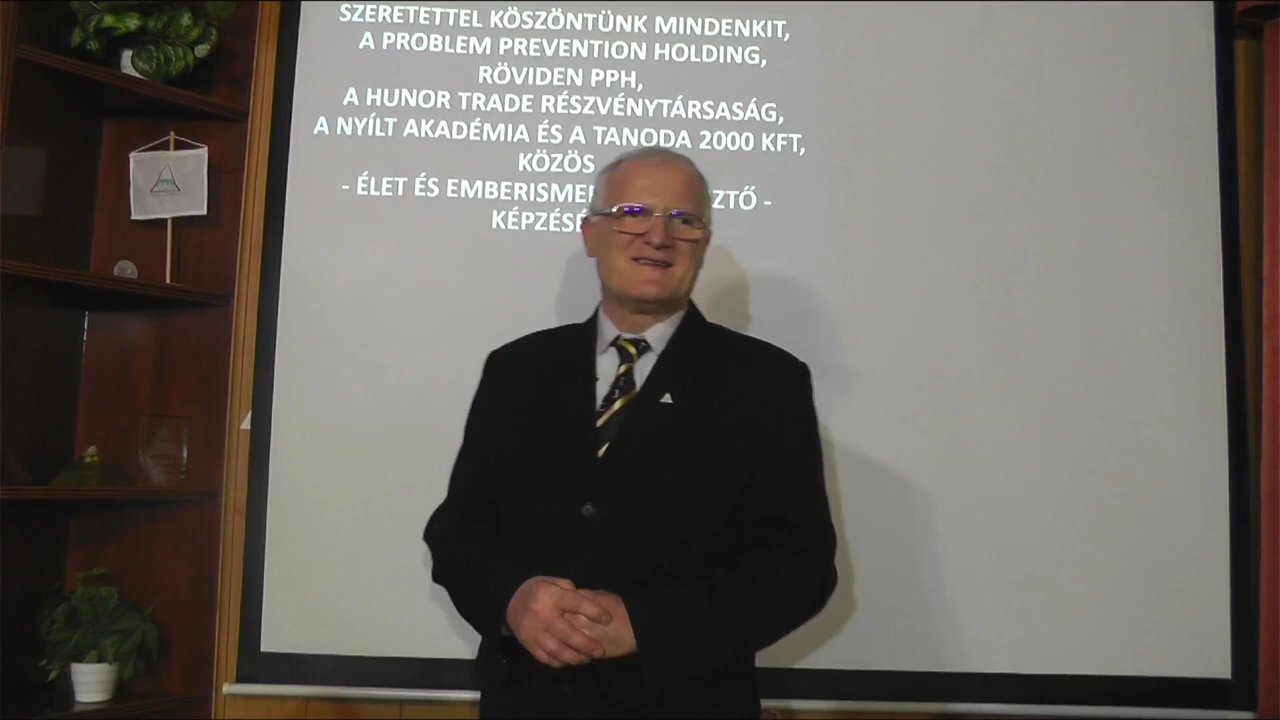 SZERETETTEL KÖSZÖNTÜNK MINDENKIT,
A PROBLEM PREVENTION HOLDING,
RÖVIDEN PPH,
A HUNOR TRADE RÉSZVÉNYTÁRSASÁG,
A NYÍLT AKADÉMIA ÉS A TANODA 2000 KFT,
KÖZÖS
- ÉLET ÉS